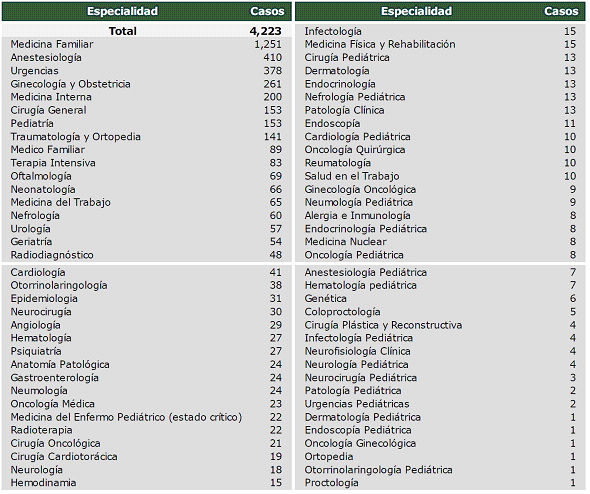 Especialidad Casos
Total 4,223
Medicina Familiar 1,251
Anestesiología 410
Urgencias 378
Ginecología y Obstetricia 261
Medicina Interna 200
Cirugía General 153
Pediatría 153
Traumatología y Ortopedia 141
Medico Familiar 89
Terapia Intensiva 83
Oftalmología 69
Neonatología 66
Medicina del Trabajo 65
Nefrología 60
Urología 57
Geriatría 54
Radiodiagnóstico 48
Cardiología 41
Otorrinolaringología 38
Epidemiologia 31
Neurocirugía 30
Angiología 29
Hematología 27
Psiquiatría 27
Anatomía Patológica 24
Gastroenterología 24
Neumología 24
Oncología Médica 23
Medicina del Enfermo Pediátrico (estado crítico) 22
Radioterapia 22
Cirugía Oncológica 21
Cirugía Cardiotorácica 19
Neurología 18
Hemodinamia 15
Especialidad Casos
Infectología 15
Medicina Física y Rehabilitación 15
Cirugía Pediátrica 13
Dermatología 13
Endocrinología 13
Nefrología Pediátrica 13
Patología Clínica 13
Endoscopía 11
Cardiología Pediátrica 10
Oncología Quirúrgica 10
Reumatología 10
Salud en el Trabajo 10
Ginecología Oncológica 9
Neumología Pediátrica 9
Alergia e Inmunología 8
Endocrinología Pediátrica 8
Medicina Nuclear 8
Oncología Pediátrica 8
Anestesiología Pediátrica 7
Hematología pediátrica 7
Genética 6
Coloproctología 5
Cirugía Plástica y Reconstructiva 4
Infectología Pediátrica 4
Neurofisiología Clínica 4
Neurología Pediátrica 4
Neurocirugía Pediátrica 3
Patología Pediátrica 2
Urgencias Pediátricas 2
Dermatología Pediátrica 1
Endoscopía Pediátrica 1
Oncología Ginecológica 1
Ortopedia 1
Otorrinolaringología Pediátrica 1
Proctología 1